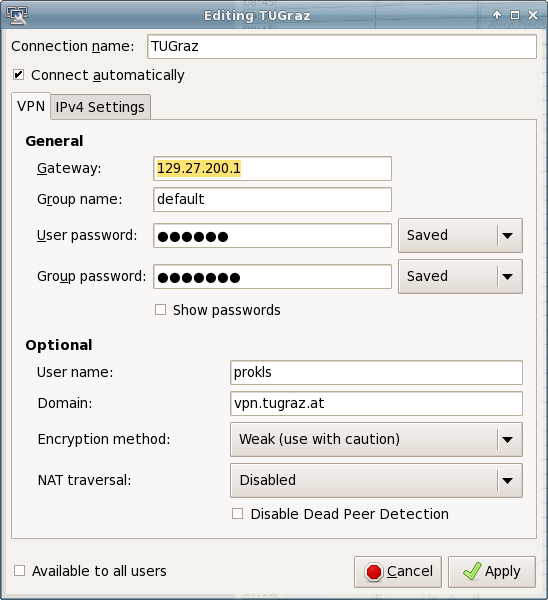 Editing TUGraz
Connection name: TUGraz
Connect automatically
VPN IPv4 Settings
General
Gateway: 129.27.200.1
Group name: default
User password: ●●●●●● Saved
Group password: ●●●●●●● Saved
Show passwords
Optional
User name: prokls
Domain: vpn.tugraz.at
Encryption method: Weak (use with caution)
NAT traversal: Disabled
Disable Dead Peer Detection
Available to all users Cancel Apply